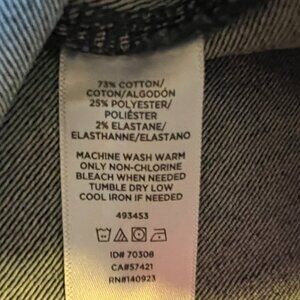 73% COTTON/
COTON/ALGODÓN
25% POLYESTER/
POLIÉSTER
2% ELASTANE/
ELASTHANNE/ELASTANO
MACHINE WASH WARM
ONLY NON-CHLORINE
BLEACH WHEN NEEDED
TUMBLE DRY LOW
COOL IRON IF NEEDED
493453
ID# 70308
CA#57421
RN#140923